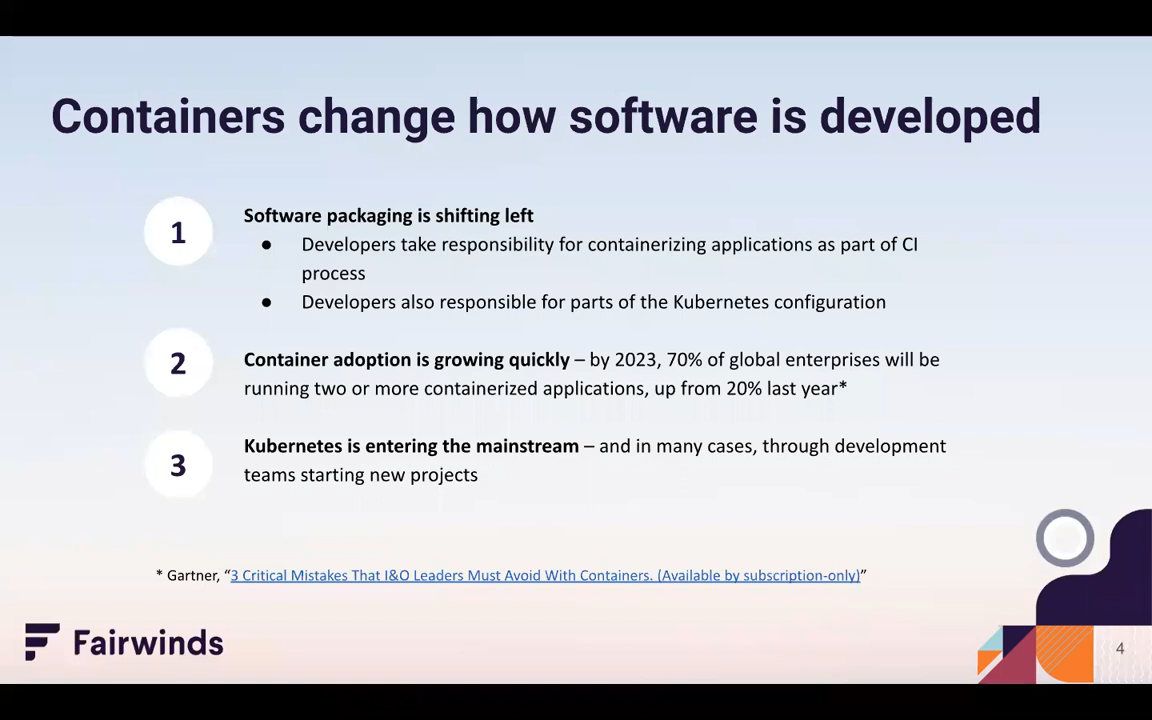 Containers change how software is developed
1
Software packaging is shifting left
● Developers take responsibility for containerizing applications as part of CI
process
● Developers also responsible for parts of the Kubernetes configuration
2
Container adoption is growing quickly – by 2023, 70% of global enterprises will be
running two or more containerized applications, up from 20% last year*
3
Kubernetes is entering the mainstream – and in many cases, through development
teams starting new projects
* Gartner, “3 Critical Mistakes That I&O Leaders Must Avoid With Containers. (Available by subscription-only)”
Fairwinds
4